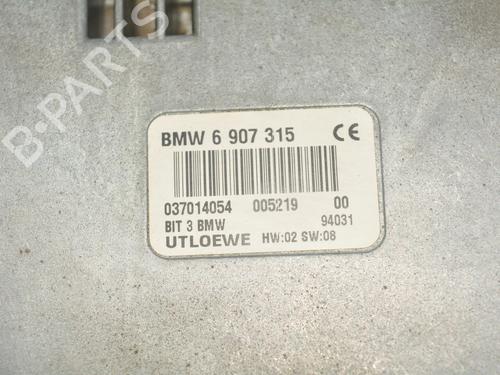 B-PARTS
BMW 6 907 315 CE
037014054 005219 00
BIT 3 BMW 94031
UTLOEWE HW:02 SW:08